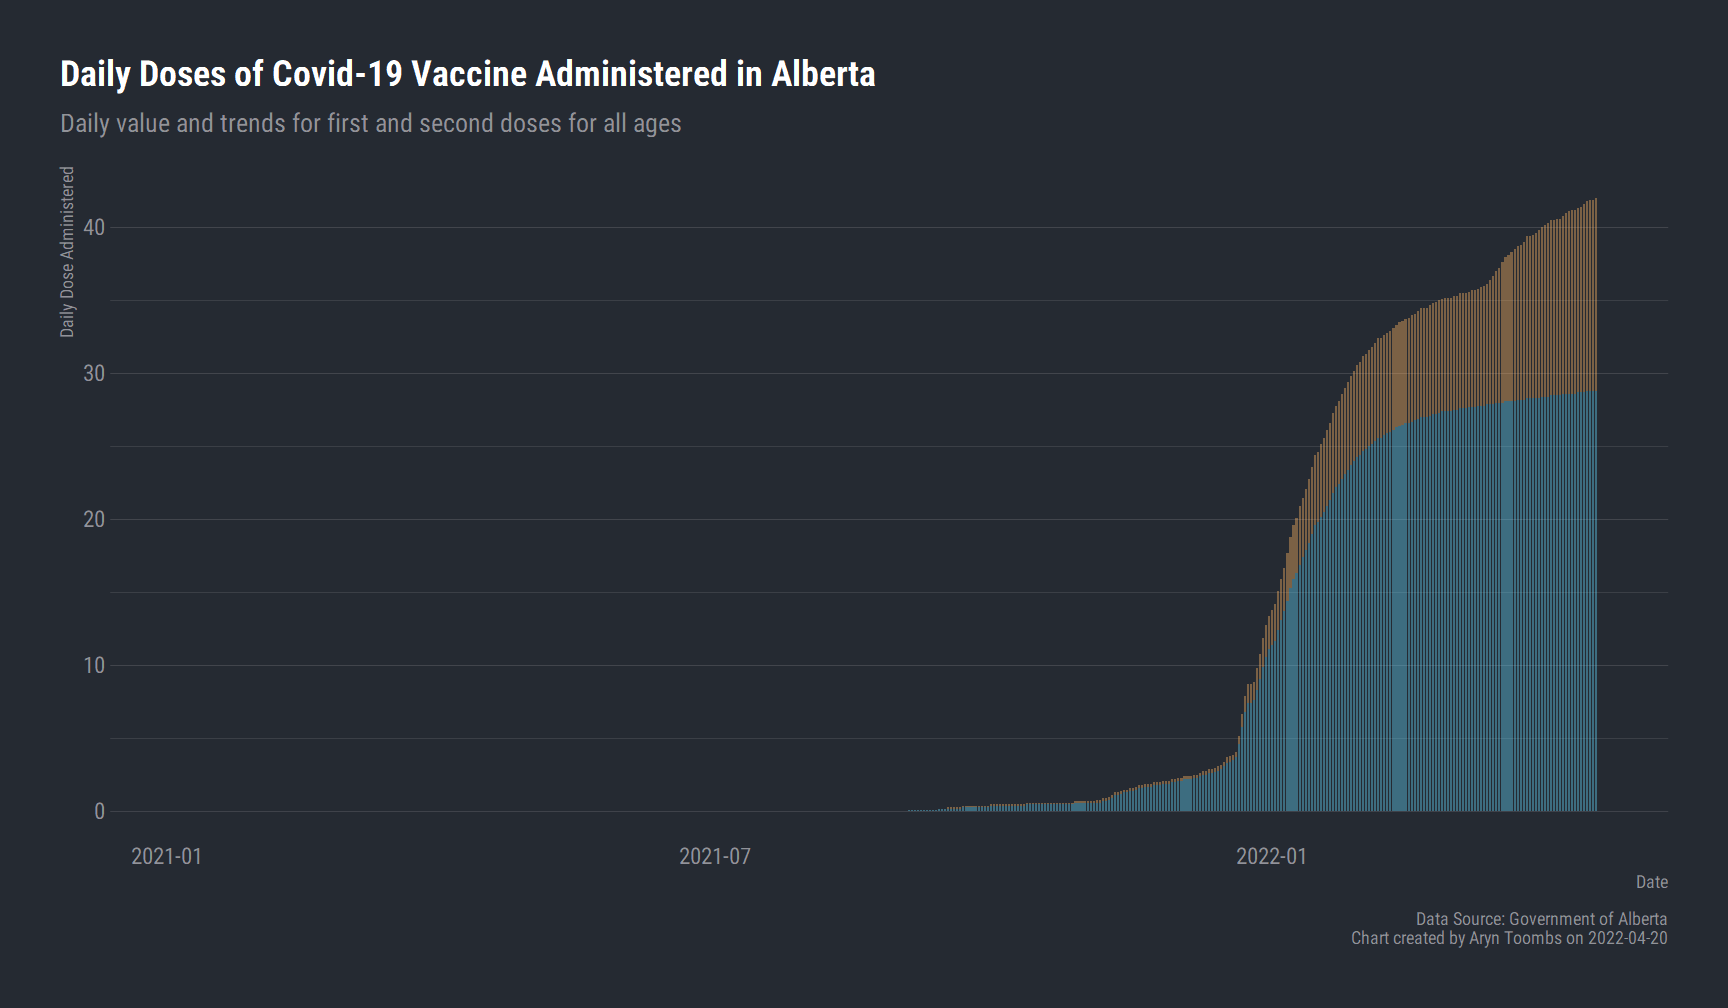 Daily Doses of Covid-19 Vaccine Administered in Alberta
Daily value and trends for first and second doses for all ages
Daily Dose Administered
40
30
20
10
0
2021-01
2021-07
2022-01
Date
Data Source: Government of Alberta
Chart created by Aryn Toombs on 2022-04-20